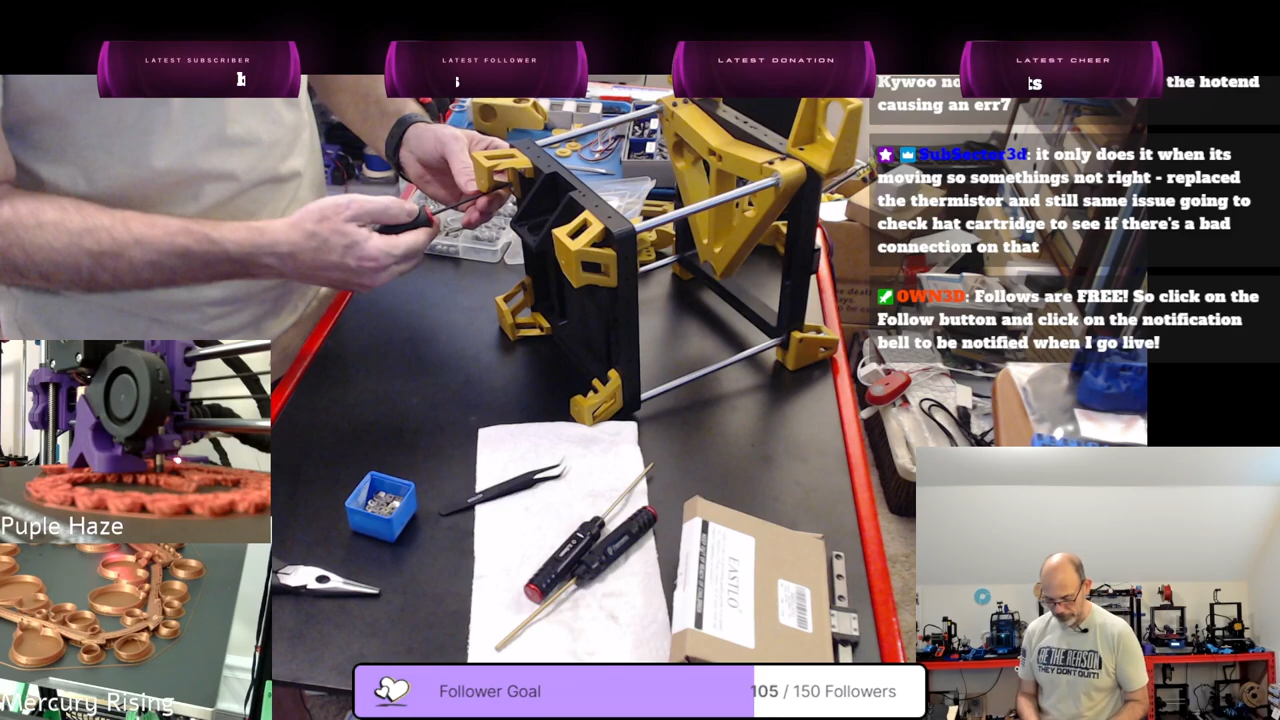 LATEST SUBSCRIBER
LATEST FOLLOWER
LATEST DONATION
LATEST CHEER
b
s
ts
Kywoo no
the hotend
causing an err7
SubSector3d: it only does it when its
moving so somethings not right - replaced
the thermistor and still same issue going to
check hat cartridge to see if there's a bad
connection on that
OWN3D: Follows are FREE! So click on the
Follow button and click on the notification
bell to be notified when I go live!
Puple Haze
Mercury Rising
EASTLO
BE THE REASON
THEY DON'T QUIT!
Follower Goal
105 / 150 Followers